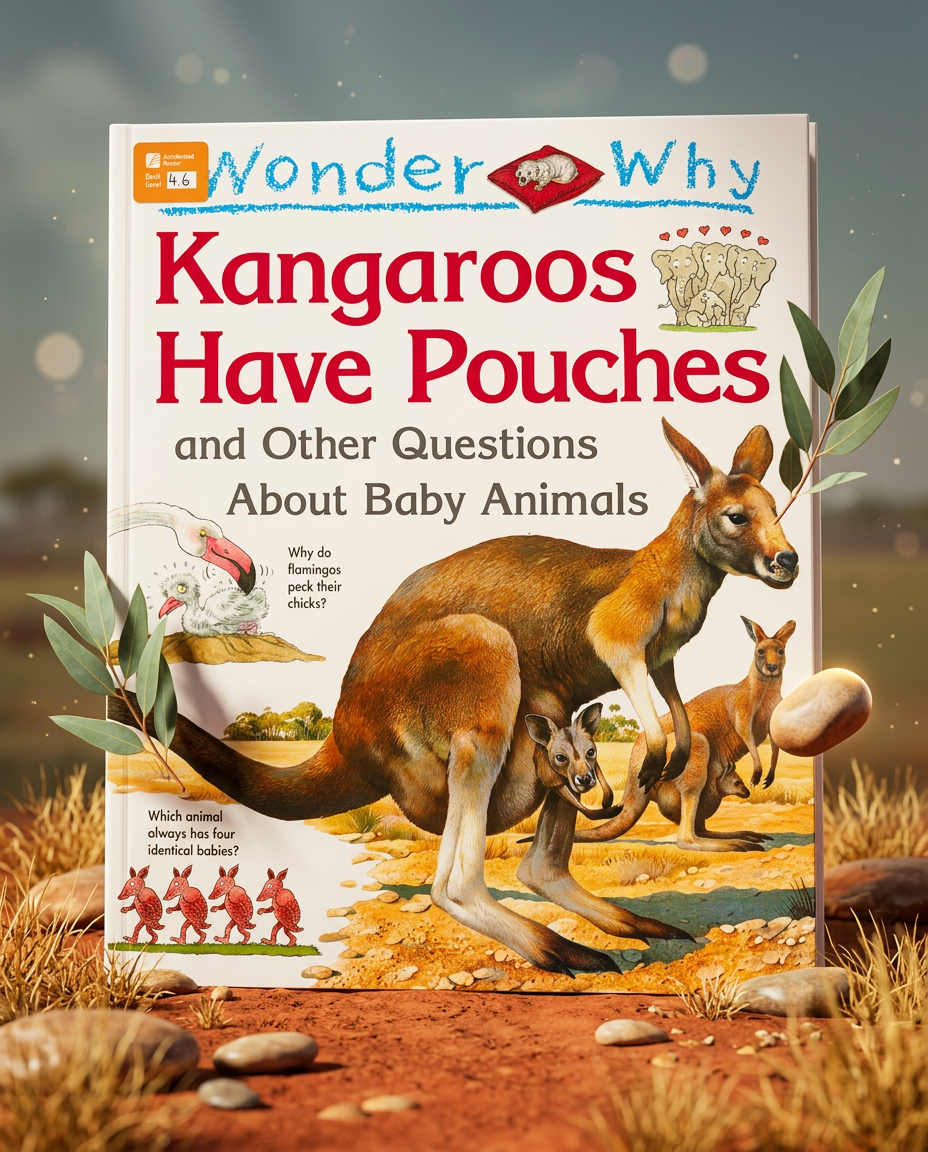 4.6
Wonder Why
Kangaroos
Have Pouches
and Other Questions
About Baby Animals
Why do
flamingos
peck their
chicks?
Which animal
always has four
identical babies?